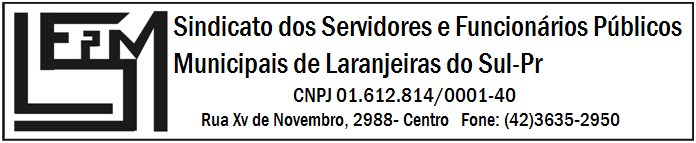 Sindicato dos Servidores e Funcionários Públicos
Municipais de Laranjeiras do Sul-Pr
CNPJ 01.612.814/0001-40
Rua Xv de Novembro, 2988- Centro Fone: (42)3635-2950